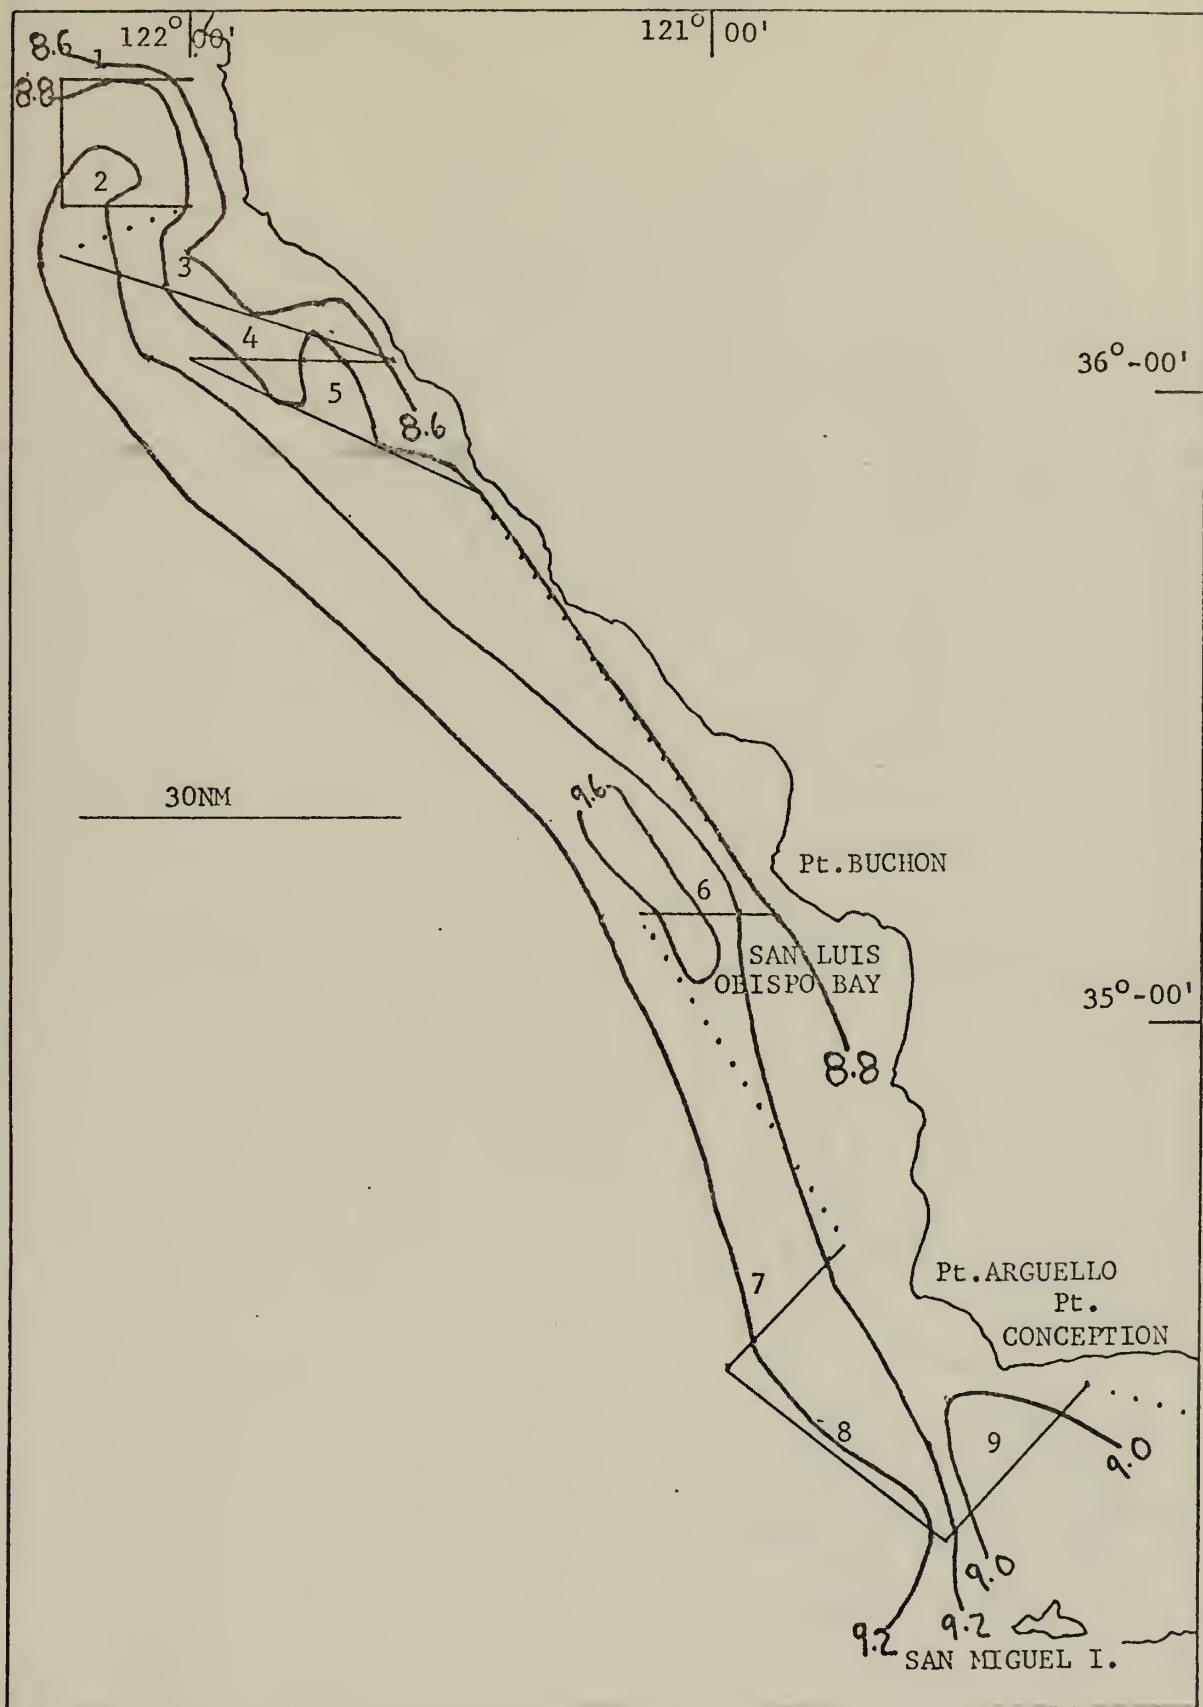 122° 00'
121° 00'
8.6
1
8.8
2
3
4
36°-00'
5
8.6
30NM
9.6
Pt.BUCHON
6
SAN LUIS
OBISPO BAY
35°-00'
8.8
Pt.ARGUELLO
7
Pt.
CONCEPTION
8
9
9.0
9.0
9.2
9.2
SAN MIGUEL I.